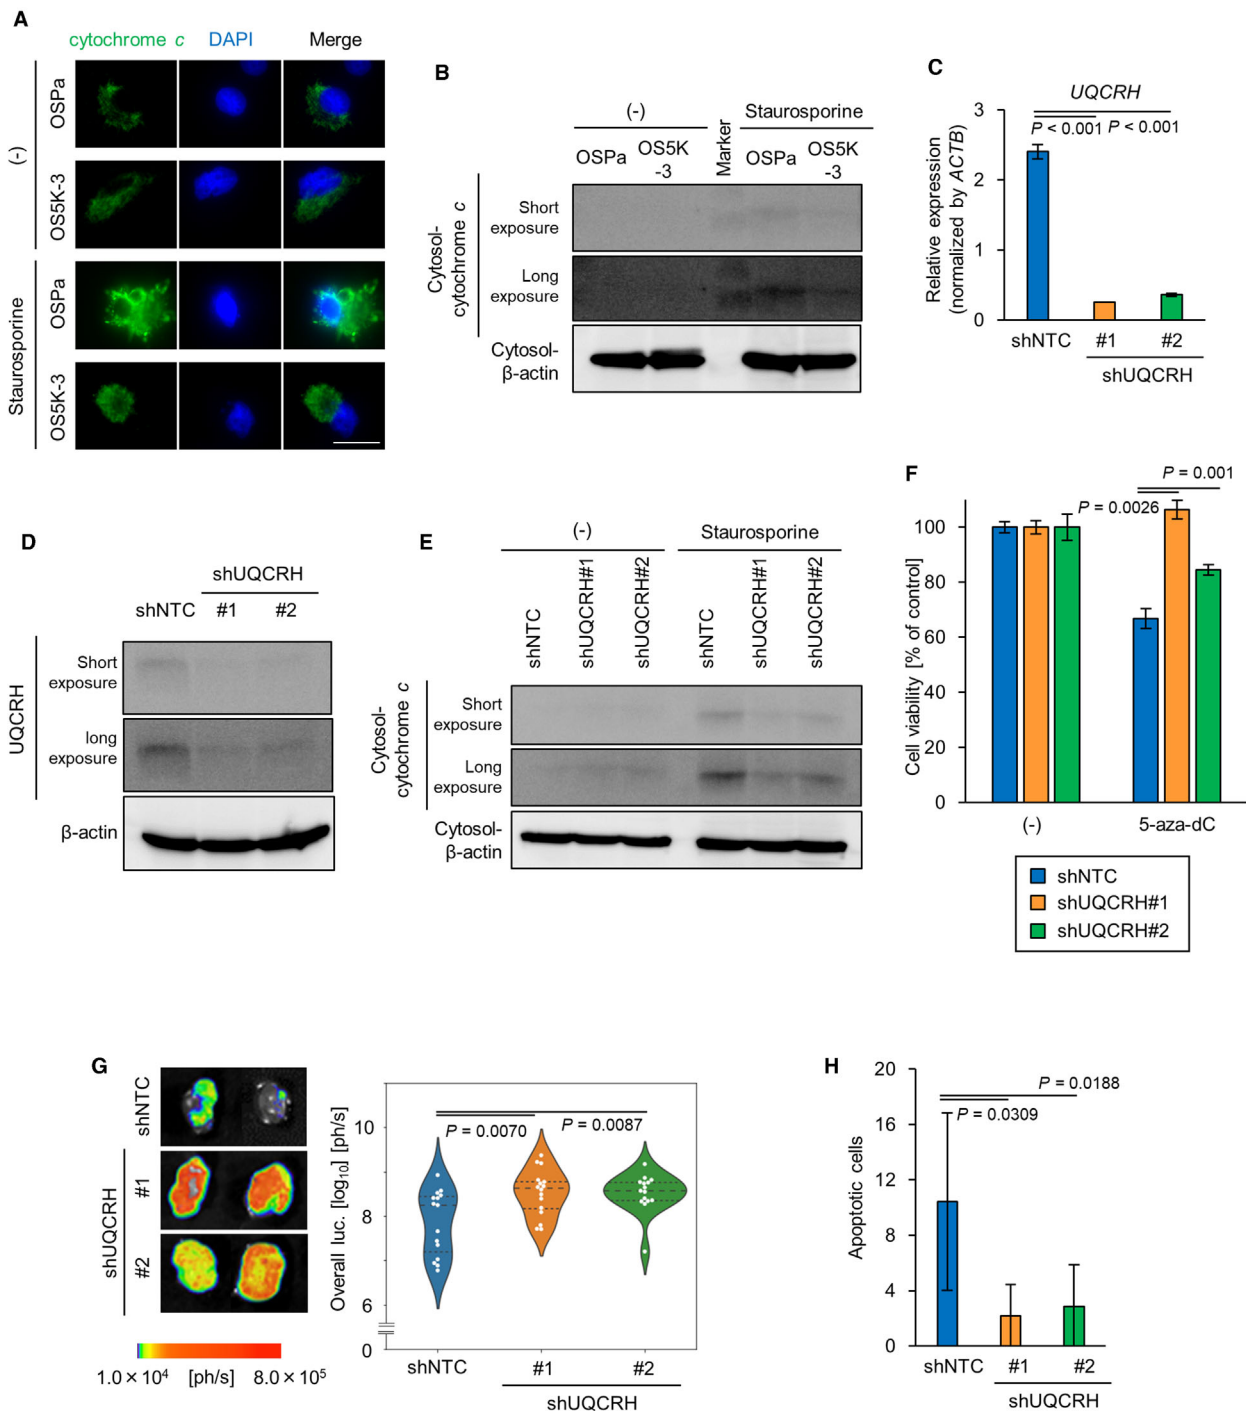 A
cytochrome c
DAPI
Merge
(-)
OSPa
OS5K-3
Staurosporine
OSPa
OS5K-3
B
(-)
Staurosporine
OSPa
OS5K
-3
Marker
OSPa
OS5K
-3
Cytosol-
cytochrome c
Short
exposure
Long
exposure
Cytosol-
β-actin
C
UQCRH
P < 0.001
P < 0.001
Relative expression
(normalized by ACTB)
3
2
1
0
shNTC
#1
#2
shUQCRH
D
shUQCRH
shNTC
#1
#2
UQCRH
Short
exposure
long
exposure
β-actin
E
(-)
Staurosporine
shNTC
shUQCRH#1
shUQCRH#2
shNTC
shUQCRH#1
shUQCRH#2
Cytosol-
cytochrome c
Short
exposure
Long
exposure
Cytosol-
β-actin
F
P = 0.001
P = 0.0026
Cell viability [% of control]
100
80
60
40
20
0
(-)
5-aza-dC
shNTC
shUQCRH#1
shUQCRH#2
G
shNTC
shUQCRH
#1
#2
1.0 × 10⁴
[ph/s]
8.0 × 10⁵
Overall luc. [log₁₀] [ph/s]
10
8
6
0
P = 0.0070
P = 0.0087
shNTC
#1
#2
shUQCRH
H
P = 0.0188
P = 0.0309
Apoptotic cells
20
16
12
8
4
0
shNTC
#1
#2
shUQCRH